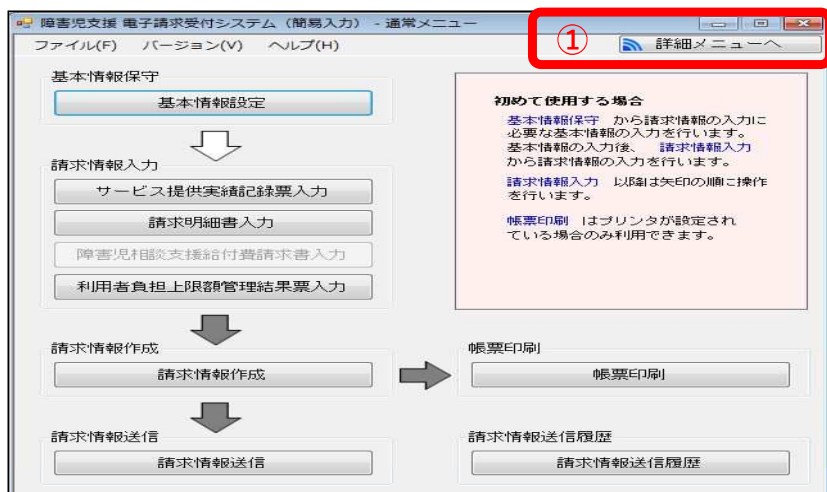 障害児支援 電子請求受付システム（簡易入力） - 通常メニュー
ファイル(F) バージョン(V) ヘルプ(H)
①
詳細メニューへ
基本情報保守
基本情報設定
初めて使用する場合
基本情報保守 から請求情報の入力に
必要な基本情報の入力を行います。
基本情報の入力後、 請求情報入力
から請求情報の入力を行います。
請求情報入力 以降は矢印の順に操作
を行います。
帳票印刷 はプリンタが設定され
ている場合のみ利用できます。
請求情報入力
サービス提供実績記録票入力
請求明細書入力
障害児相談支援給付費請求書入力
利用者負担上限額管理結果票入力
請求情報作成
請求情報作成
帳票印刷
帳票印刷
請求情報送信
請求情報送信
請求情報送信履歴
請求情報送信履歴